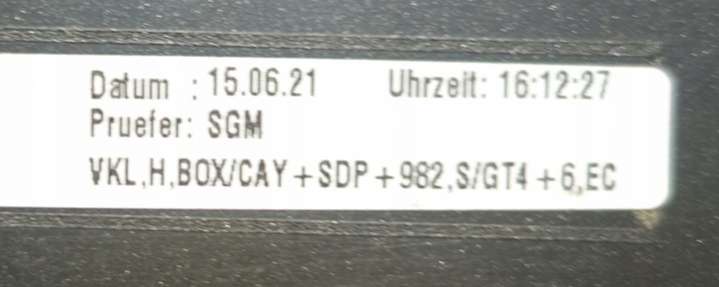 Datum : 15.06.21 Uhrzeit: 16:12:27
Pruefer: SGM
VKL,H,BOX/CAY+SDP+982,S/GT4+6,EC